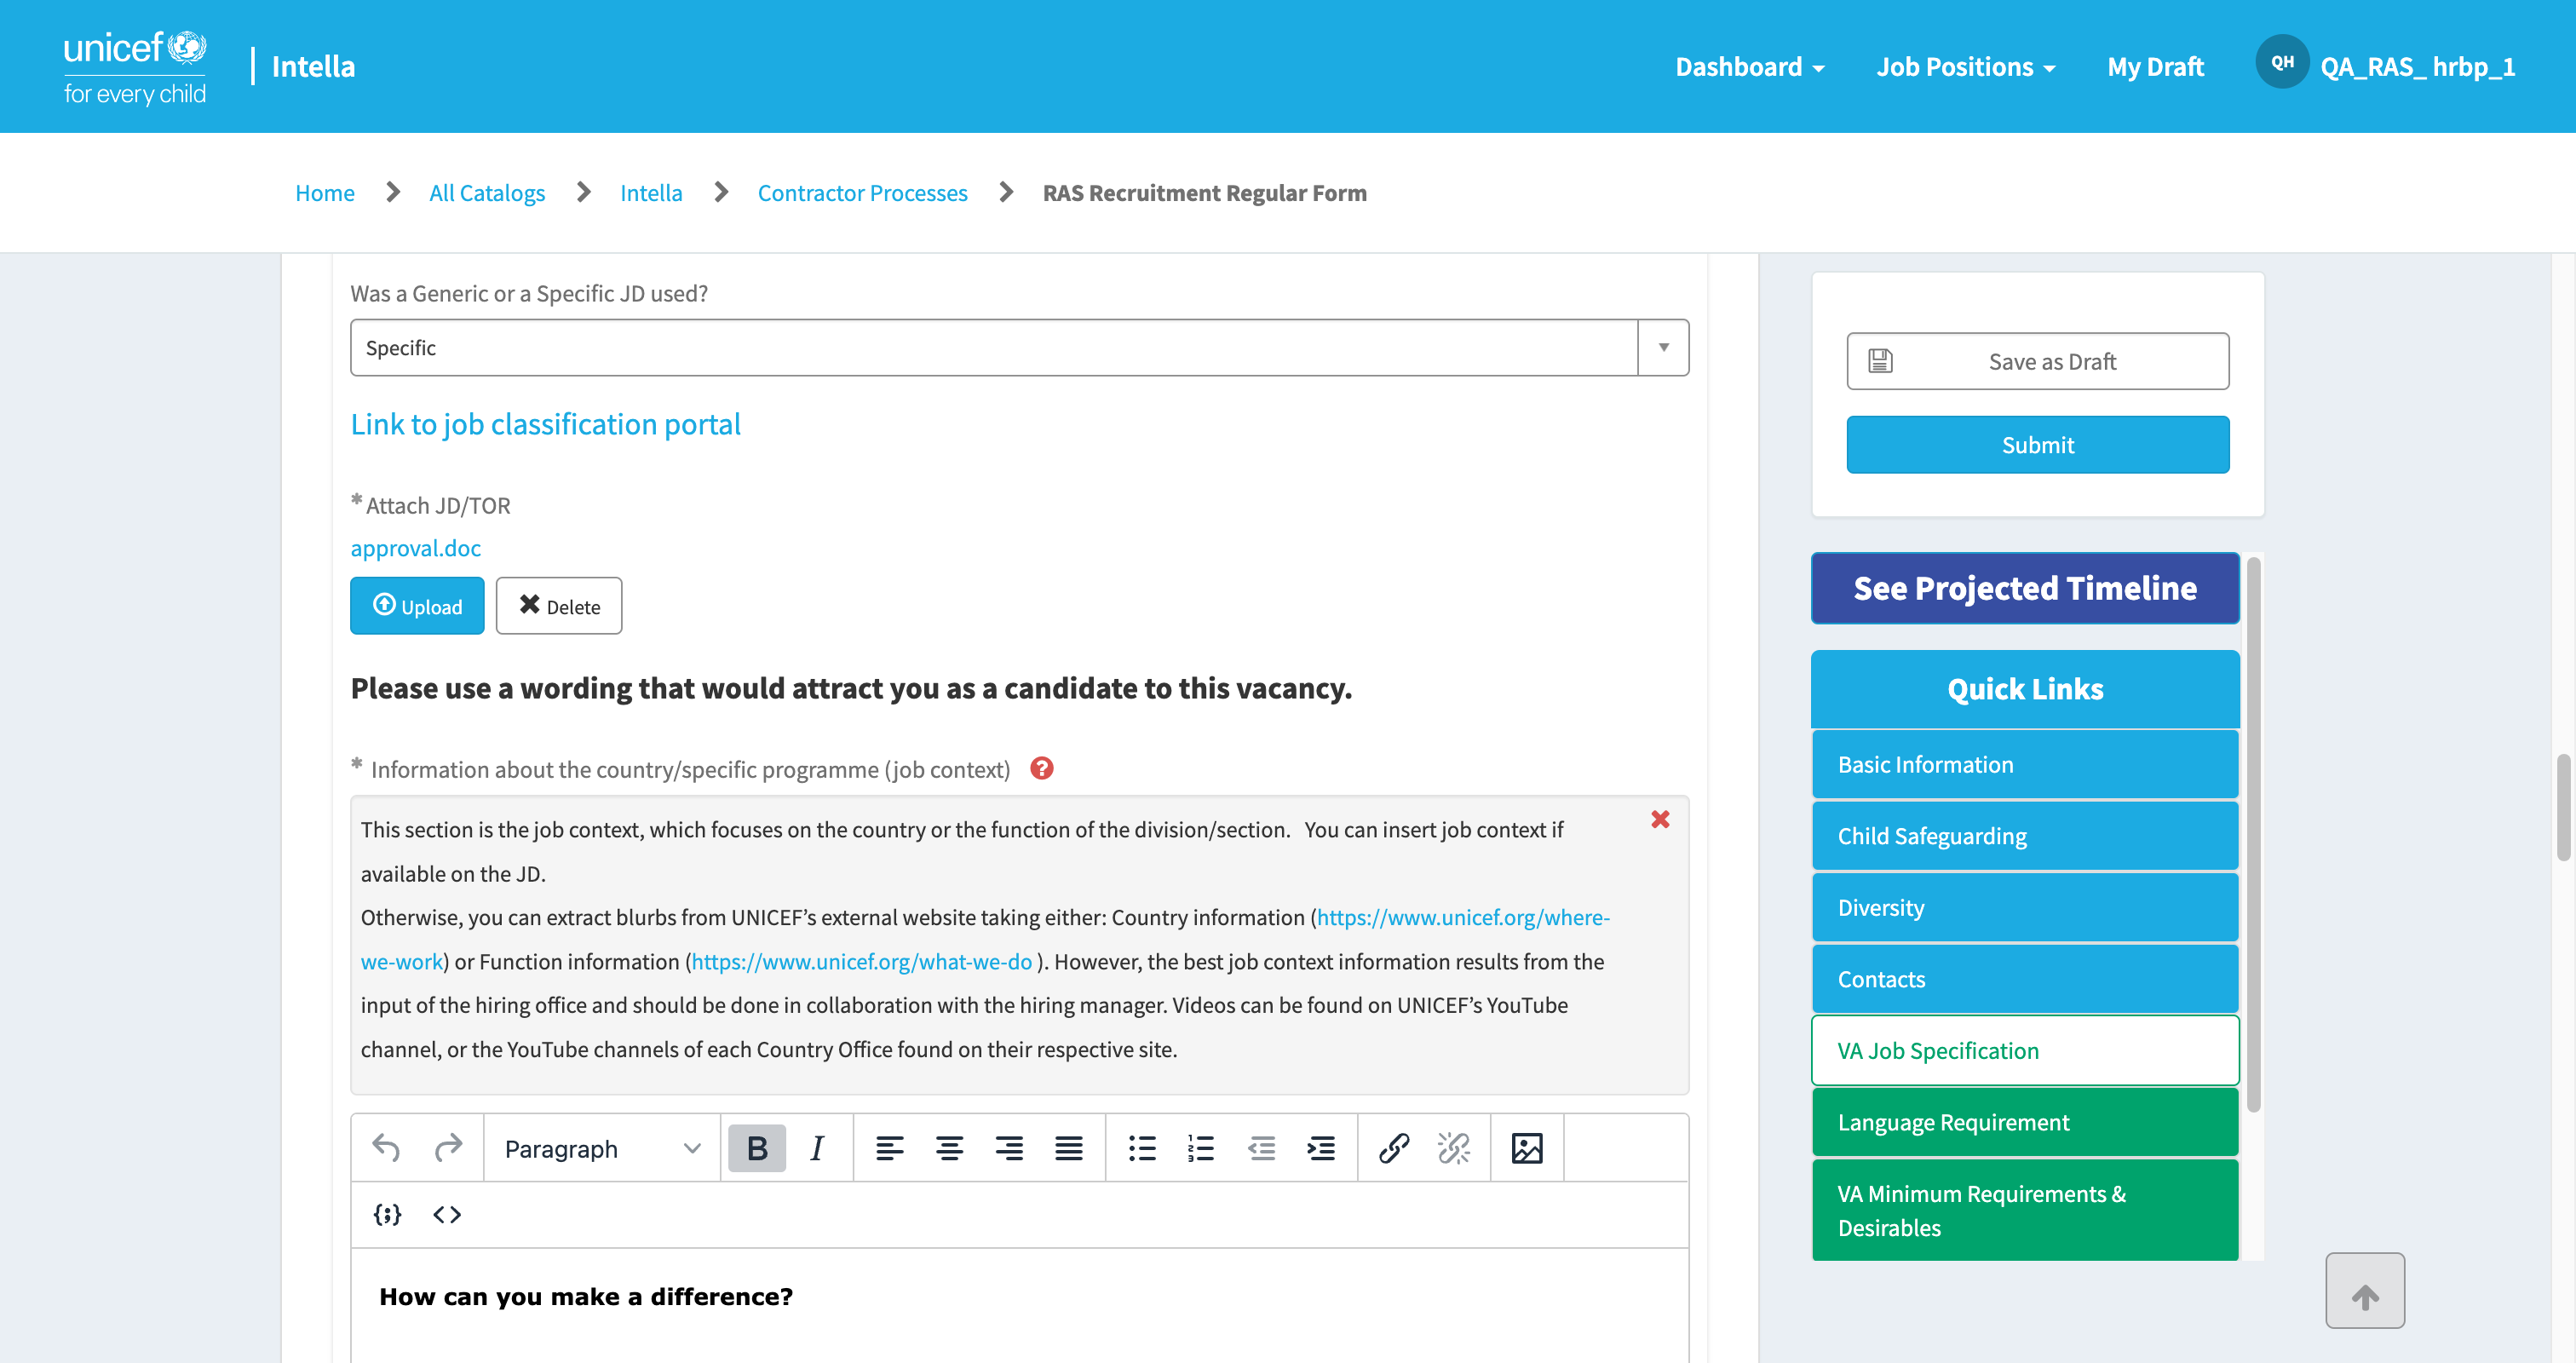 unicef
for every child
Intella
Dashboard
Job Positions
My Draft
QH
QA_RAS_ hrbp_1
Home
All Catalogs
Intella
Contractor Processes
RAS Recruitment Regular Form
Was a Generic or a Specific JD used?
Specific
Link to job classification portal
* Attach JD/TOR
approval.doc
Upload
Delete
Please use a wording that would attract you as a candidate to this vacancy.
* Information about the country/specific programme (job context)
This section is the job context, which focuses on the country or the function of the division/section. You can insert job context if
available on the JD.
Otherwise, you can extract blurbs from UNICEF’s external website taking either: Country information (https://www.unicef.org/where-
we-work) or Function information (https://www.unicef.org/what-we-do ). However, the best job context information results from the
input of the hiring office and should be done in collaboration with the hiring manager. Videos can be found on UNICEF’s YouTube
channel, or the YouTube channels of each Country Office found on their respective site.
Paragraph
B I
How can you make a difference?
Save as Draft
Submit
See Projected Timeline
Quick Links
Basic Information
Child Safeguarding
Diversity
Contacts
VA Job Specification
Language Requirement
VA Minimum Requirements &
Desirables